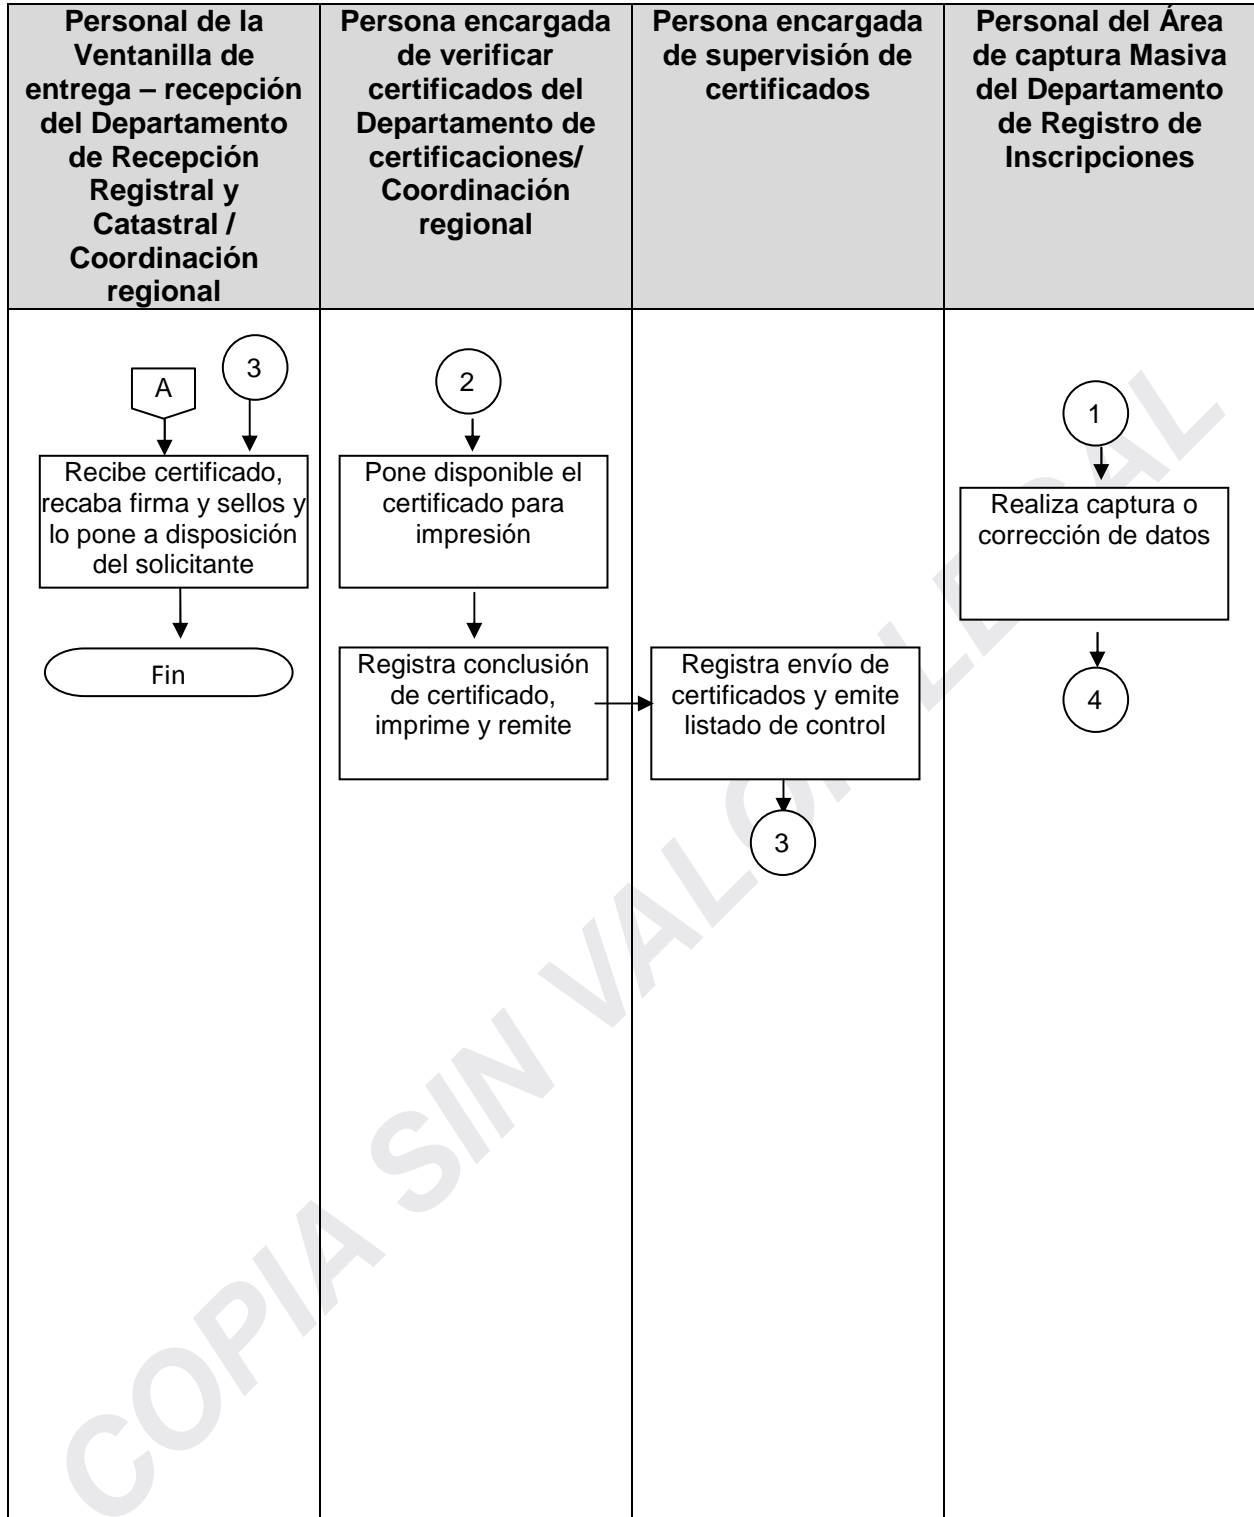 Personal de la
Ventanilla de
entrega – recepción
del Departamento
de Recepción
Registral y
Catastral /
Coordinación
regional
Persona encargada
de verificar
certificados del
Departamento de
certificaciones/
Coordinación
regional
Persona encargada
de supervisión de
certificados
Personal del Área
de captura Masiva
del Departamento
de Registro de
Inscripciones
A
3
Recibe certificado,
recaba firma y sellos y
lo pone a disposición
del solicitante
Fin
2
Pone disponible el
certificado para
impresión
Registra conclusión
de certificado,
imprime y remite
Registra envío de
certificados y emite
listado de control
3
1
Realiza captura o
corrección de datos
4
COPIA SIN VALOR LEGAL